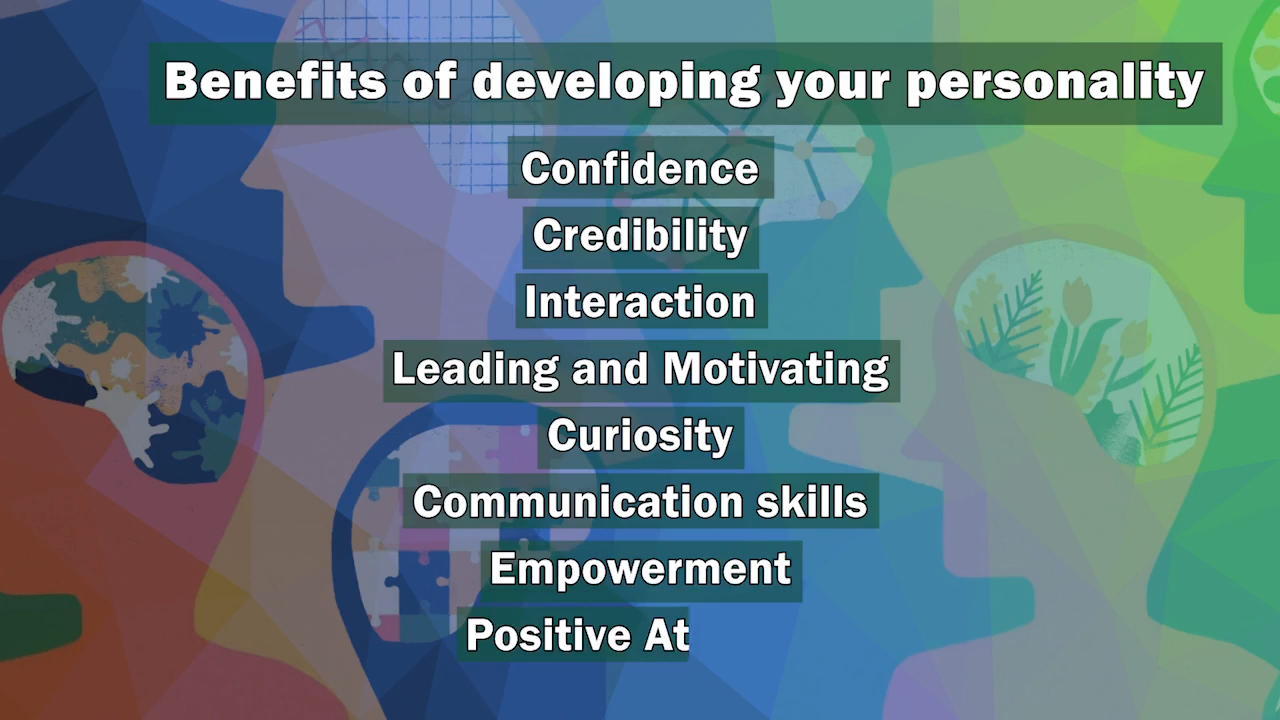 Benefits of developing your personality
Confidence
Credibility
Interaction
Leading and Motivating
Curiosity
Communication skills
Empowerment
Positive At